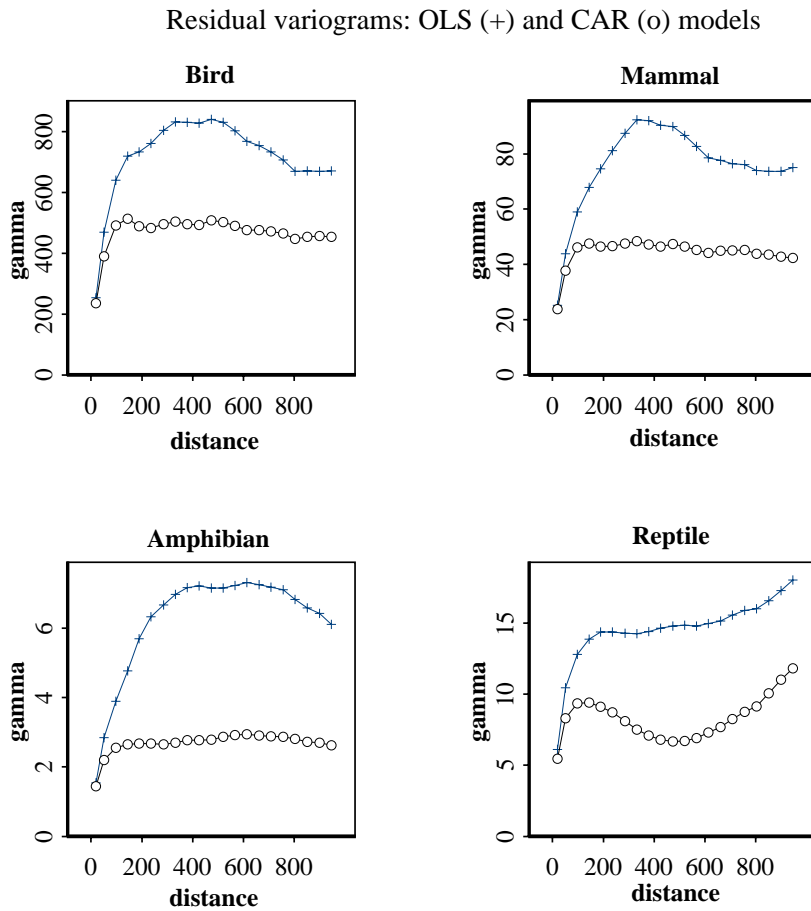 Residual variograms: OLS (+) and CAR (o) models
Bird
gamma
0 200 400 600 800
0 200 400 600 800
distance
Mammal
gamma
0 20 40 60 80
0 200 400 600 800
distance
Amphibian
gamma
0 2 4 6
0 200 400 600 800
distance
Reptile
gamma
0 5 10 15
0 200 400 600 800
distance